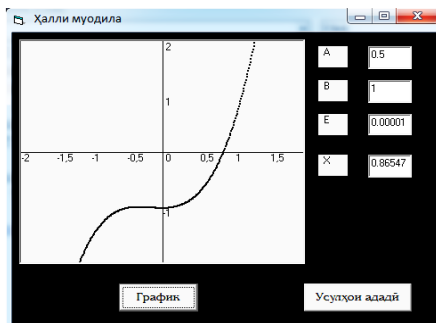 Ҳалли муодила
2
A
0.5
1
B
1
E
0.00001
-2 -1,5 -1 -0,5 0 0,5 1 1,5
X
0.86547
-1
График
Усулҳои ададӣ